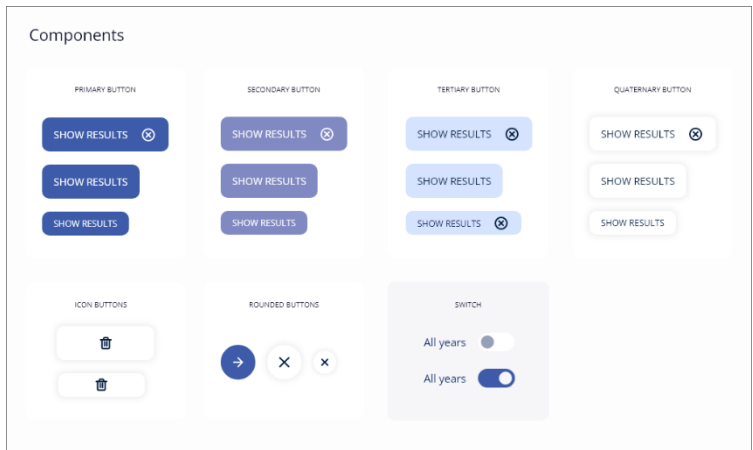 Components
PRIMARY BUTTON
SHOW RESULTS
SHOW RESULTS
SHOW RESULTS
SECONDARY BUTTON
SHOW RESULTS
SHOW RESULTS
SHOW RESULTS
TERTIARY BUTTON
SHOW RESULTS
SHOW RESULTS
SHOW RESULTS
QUATERNARY BUTTON
SHOW RESULTS
SHOW RESULTS
SHOW RESULTS
ICON BUTTONS
ROUNDED BUTTONS
SWITCH
All years
All years